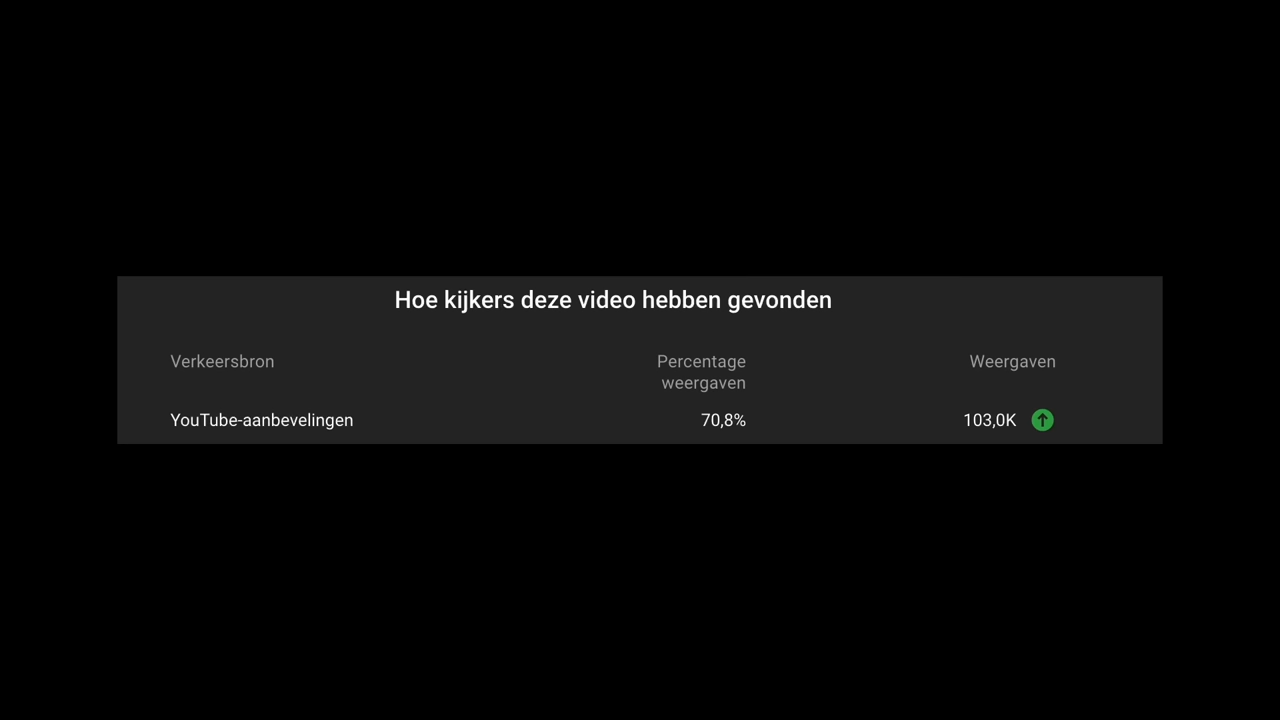 Hoe kijkers deze video hebben gevonden
Verkeersbron
Percentage
weergaven
Weergaven
YouTube-aanbevelingen
70,8%
103,0K